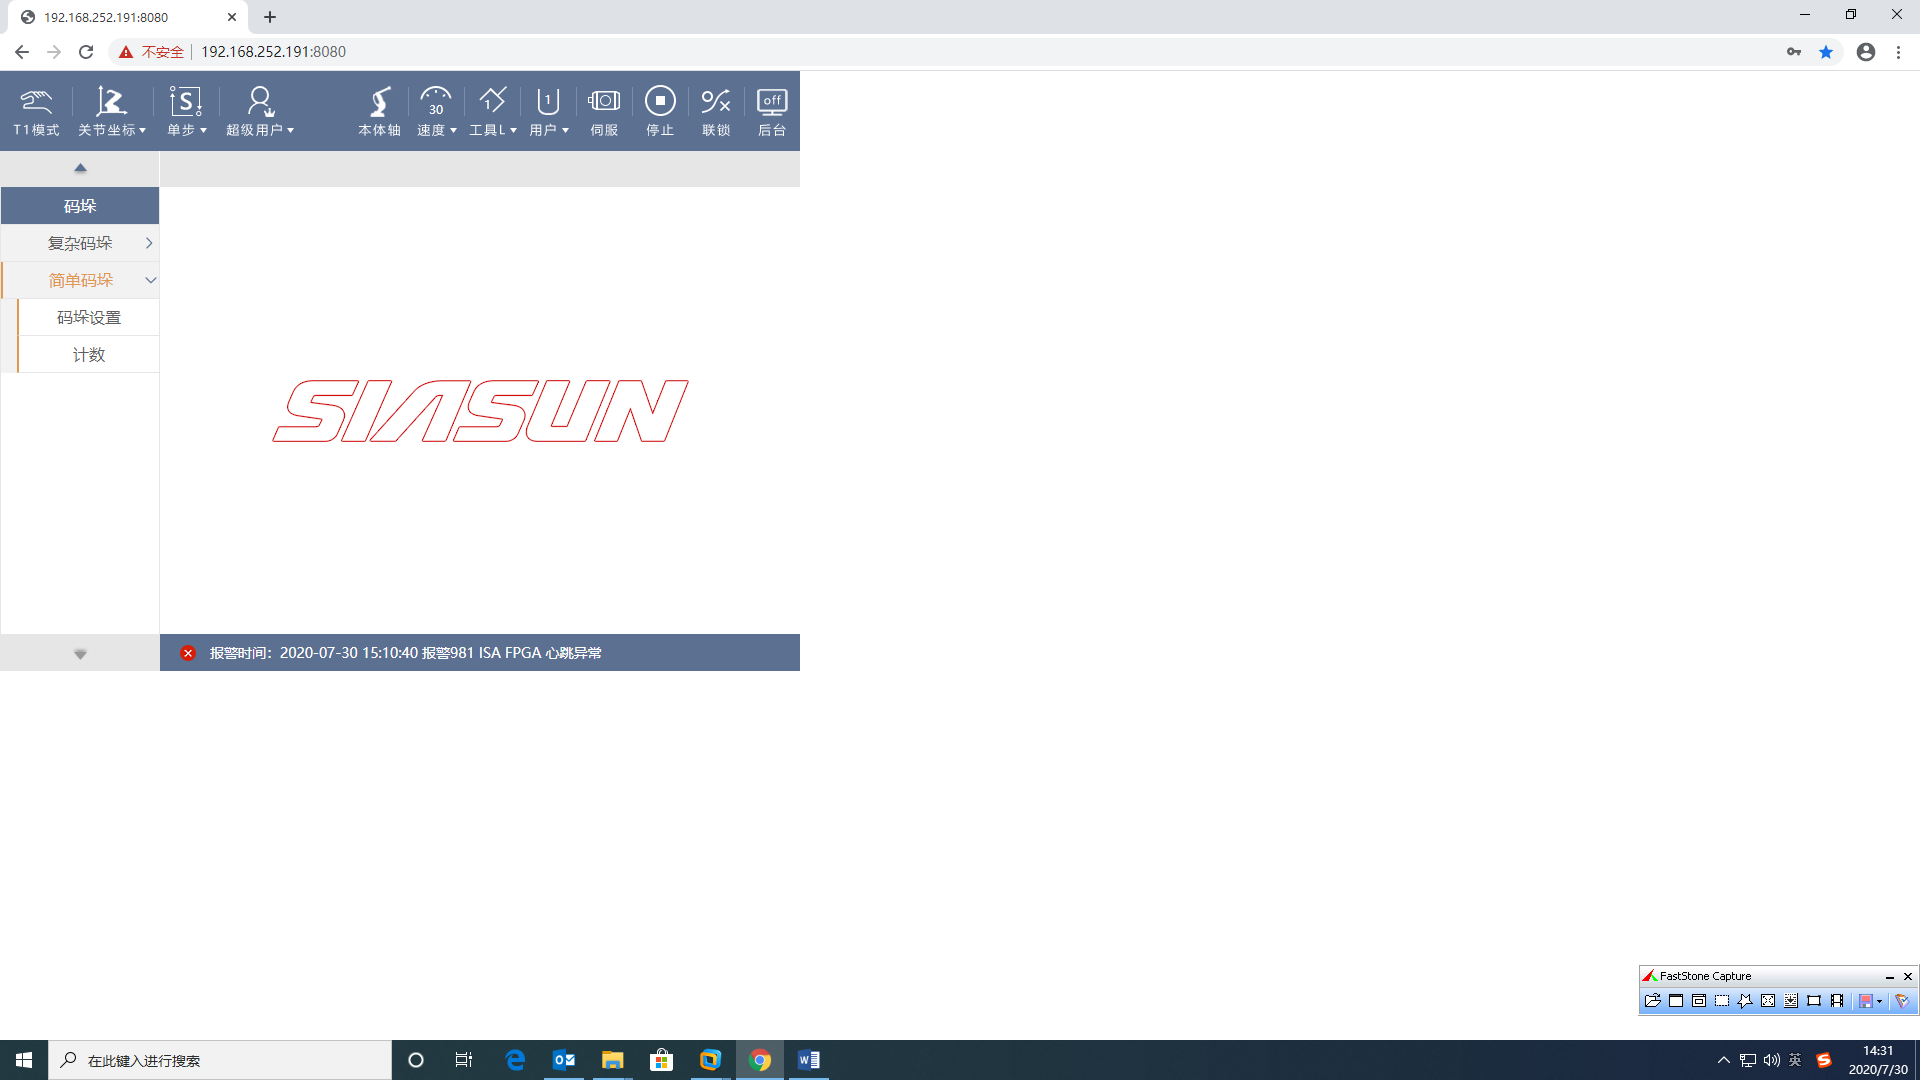 192.168.252.191:8080
不安全 192.168.252.191:8080
T1模式 关节坐标 单步 超级用户 本体轴 速度 工具L 用户 伺服 停止 联锁 后台
S 30 1 1 off
码垛
复杂码垛
简单码垛
码垛设置
计数
SIASUN
报警时间：2020-07-30 15:10:40 报警981 ISA FPGA 心跳异常
FastStone Capture
在此键入进行搜索
英
14:31
2020/7/30